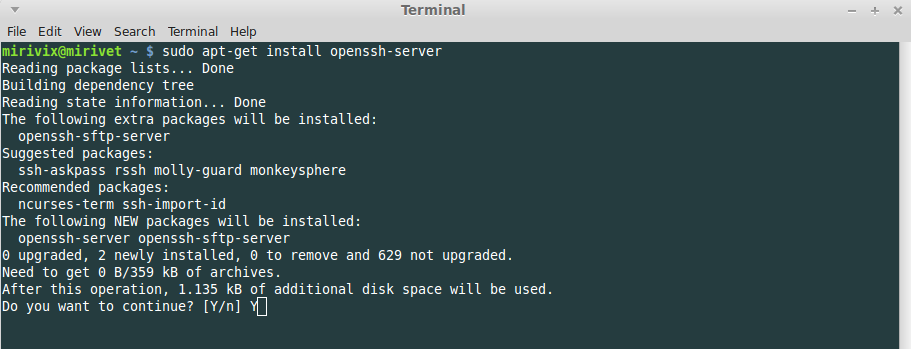 Terminal
File Edit View Search Terminal Help
mirivix@mirivet ~ $ sudo apt-get install openssh-server
Reading package lists... Done
Building dependency tree
Reading state information... Done
The following extra packages will be installed:
  openssh-sftp-server
Suggested packages:
  ssh-askpass rssh molly-guard monkeysphere
Recommended packages:
  ncurses-term ssh-import-id
The following NEW packages will be installed:
  openssh-server openssh-sftp-server
0 upgraded, 2 newly installed, 0 to remove and 629 not upgraded.
Need to get 0 B/359 kB of archives.
After this operation, 1.135 kB of additional disk space will be used.
Do you want to continue? [Y/n] Y